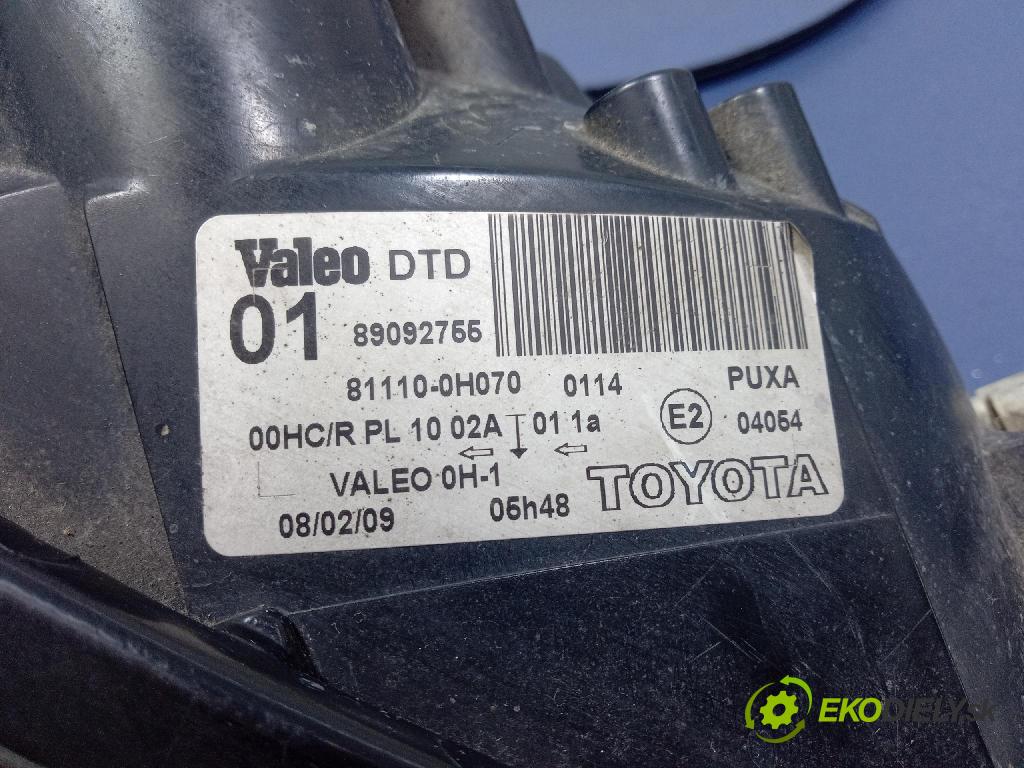 Valeo DTD
01 89092755
81110-0H070 0114 PUXA
00HC/R PL 10 02A 01 1a E2 04054
VALEO 0H-1 TOYOTA
08/02/09 05h48
EKODIELY.sk